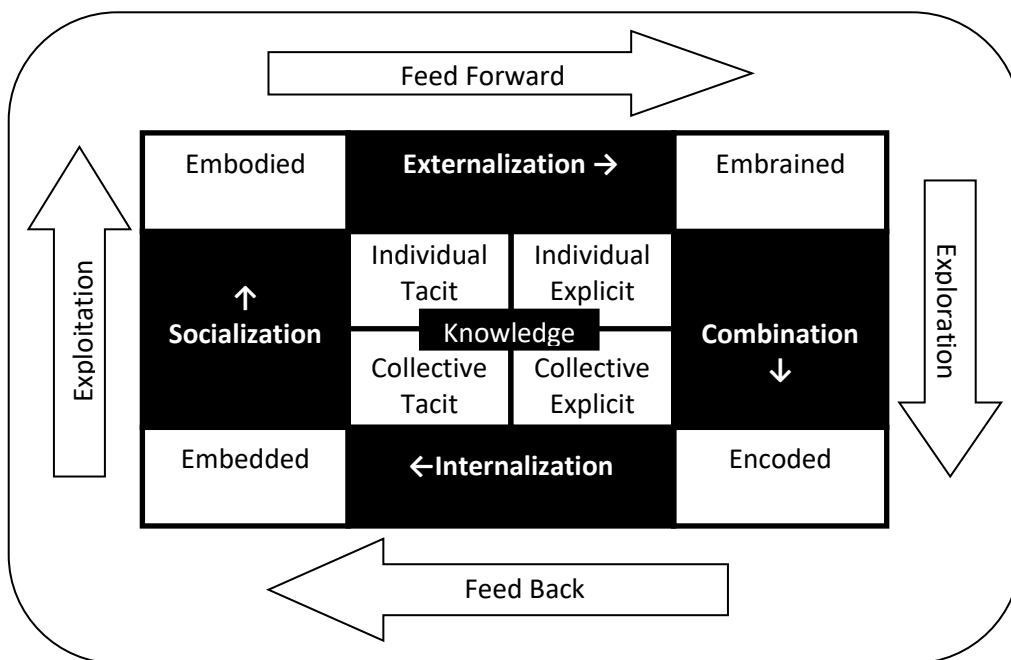 Feed Forward
Embodied
Externalization →
Embrained
Exploitation
↑
Socialization
Individual
Tacit
Individual
Explicit
Knowledge
Collective
Tacit
Collective
Explicit
Combination
↓
Exploration
Embedded
←Internalization
Encoded
Feed Back